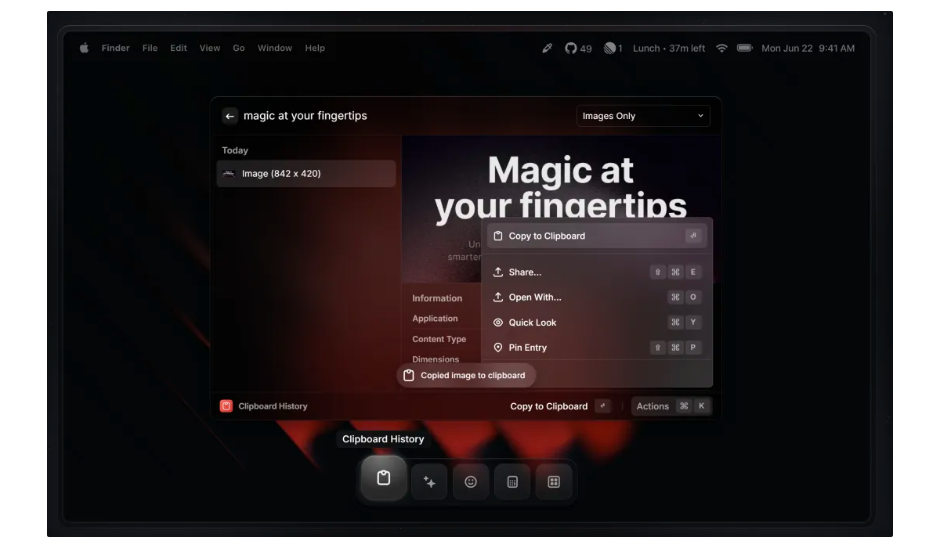 Finder File Edit View Go Window Help
49 1 Lunch · 37m left Mon Jun 22 9:41 AM
magic at your fingertips
Images Only
Today
Image (842 x 420)
Magic at
your fingertips
Un
smarter
Copy to Clipboard
Share... ⇧ ⌘ E
Open With... ⌘ O
Quick Look ⌘ Y
Pin Entry ⇧ ⌘ P
Information
Application
Content Type
Dimensions
Copied image to clipboard
Clipboard History
Copy to Clipboard
Actions ⌘ K
Clipboard History